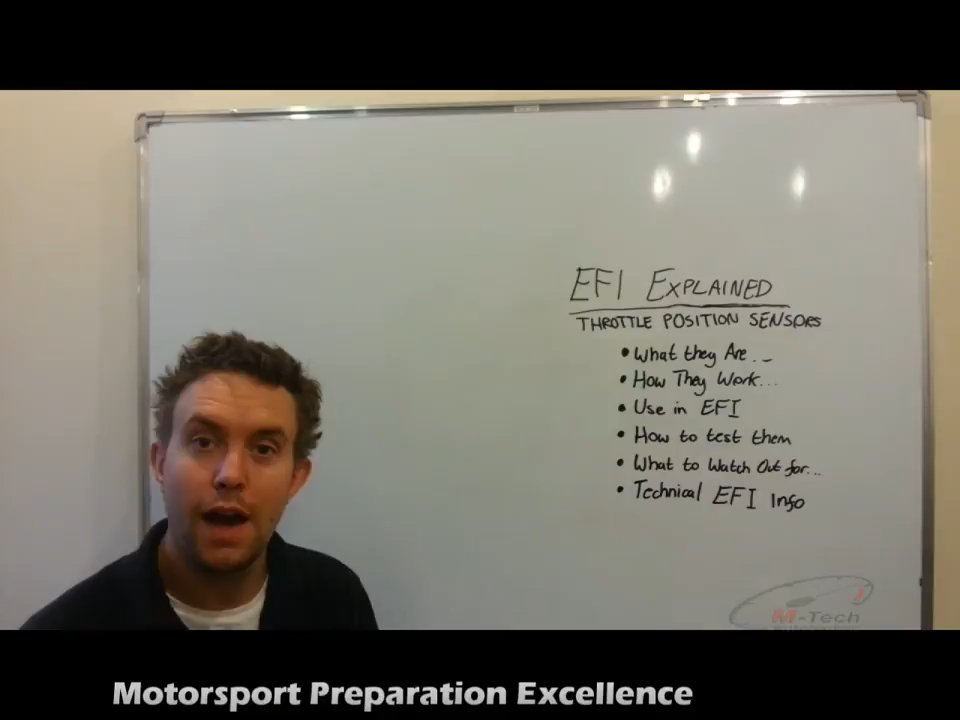 EFI EXPLAINED
THROTTLE POSITION SENSORS
• What they Are...
• How They Work...
• Use in EFI
• How to test them
• What to Watch Out for...
• Technical EFI Info
M-Tech
Motorsport Preparation Excellence